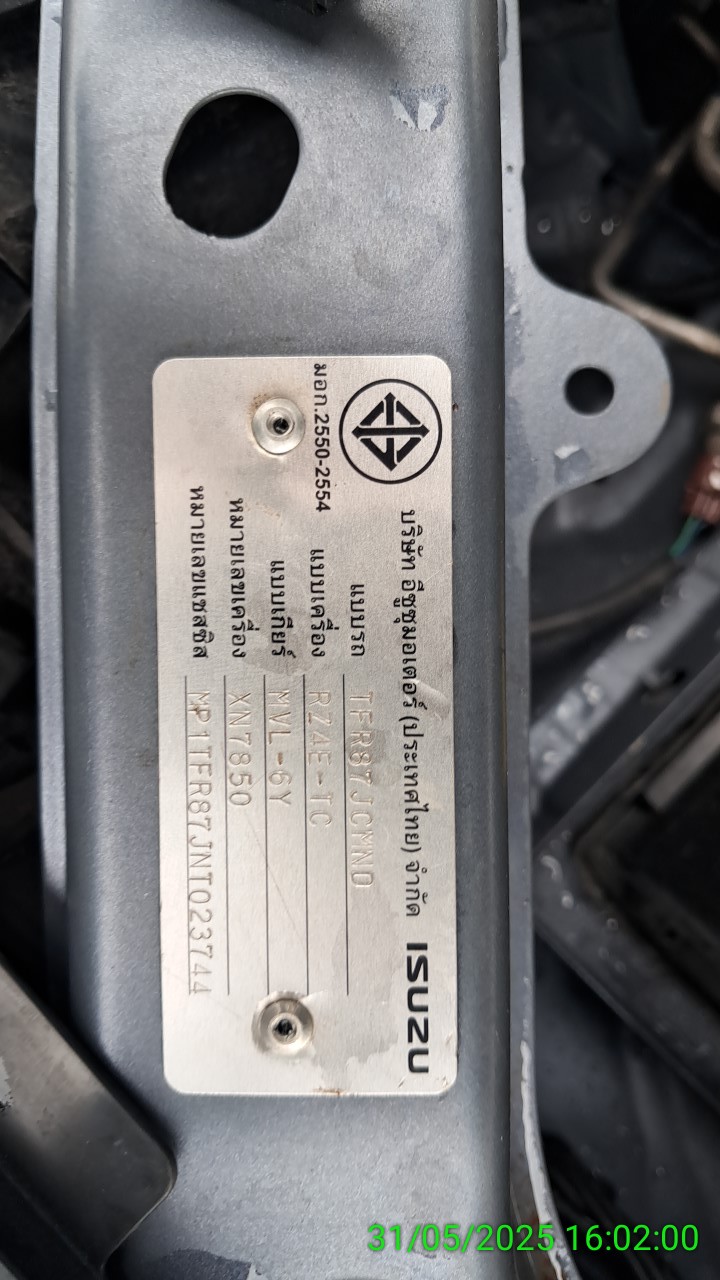 บริษัท อีซูซุมอเตอร์ (ประเทศไทย) จำกัด ISUZU
มอก.2550-2554
แบบรถ TFR87JCMND
แบบเครื่อง RZ4E-TC
แบบเกียร์ MVL-6Y
หมายเลขเครื่อง XN7850
หมายเลขแชสซิส MP1TFR87JNT023744
31/05/2025 16:02:00